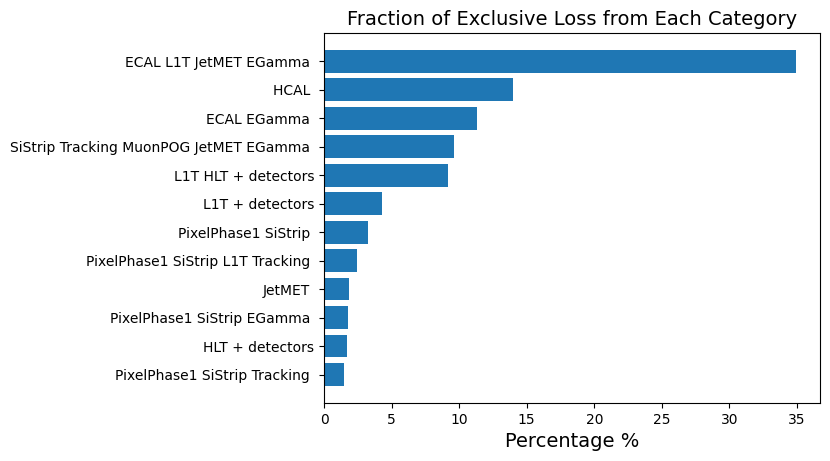 Fraction of Exclusive Loss from Each Category
ECAL L1T JetMET EGamma
HCAL
ECAL EGamma
SiStrip Tracking MuonPOG JetMET EGamma
L1T HLT + detectors
L1T + detectors
PixelPhase1 SiStrip
PixelPhase1 SiStrip L1T Tracking
JetMET
PixelPhase1 SiStrip EGamma
HLT + detectors
PixelPhase1 SiStrip Tracking
0 5 10 15 20 25 30 35
Percentage %